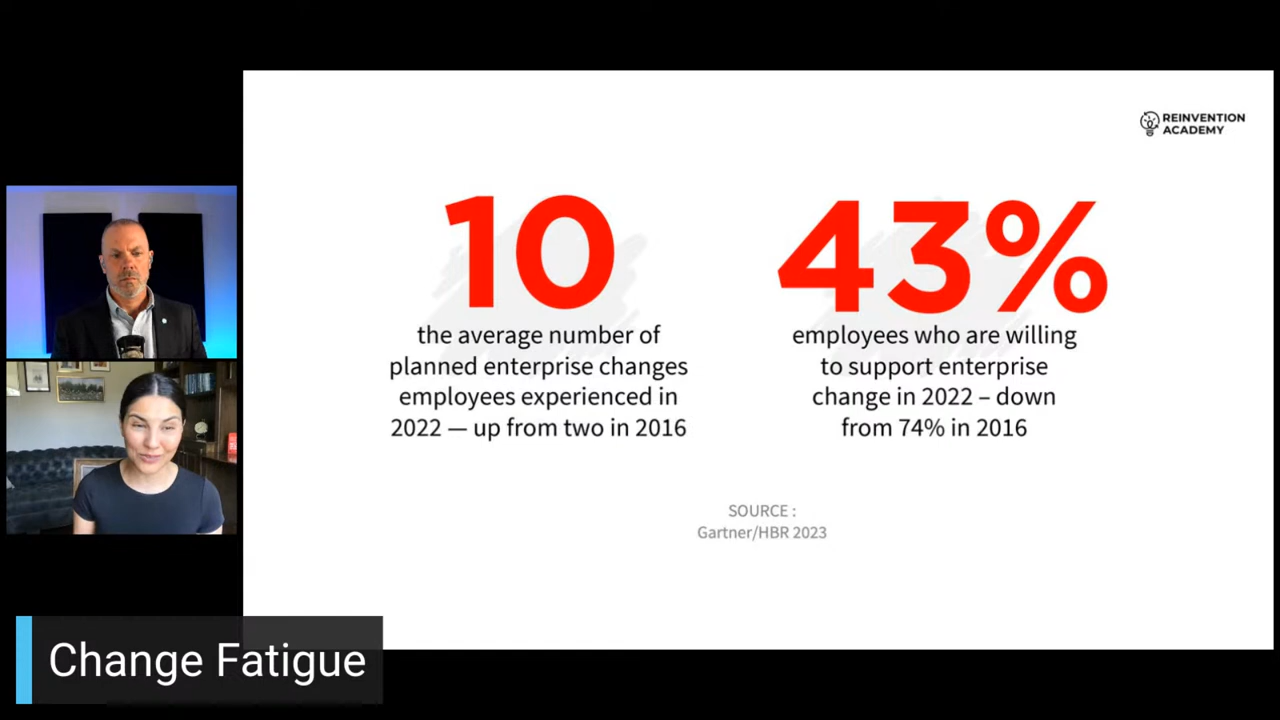 REINVENTION
ACADEMY
10
the average number of
planned enterprise changes
employees experienced in
2022 — up from two in 2016
43%
employees who are willing
to support enterprise
change in 2022 – down
from 74% in 2016
SOURCE :
Gartner/HBR 2023
Change Fatigue